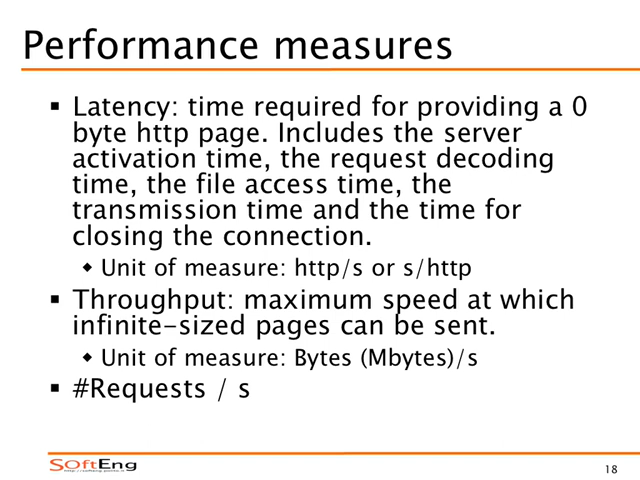 Performance measures
▪ Latency: time required for providing a 0
byte http page. Includes the server
activation time, the request decoding
time, the file access time, the
transmission time and the time for
closing the connection.
◆ Unit of measure: http/s or s/http
▪ Throughput: maximum speed at which
infinite-sized pages can be sent.
◆ Unit of measure: Bytes (Mbytes)/s
▪ #Requests / s
SOftEng
18